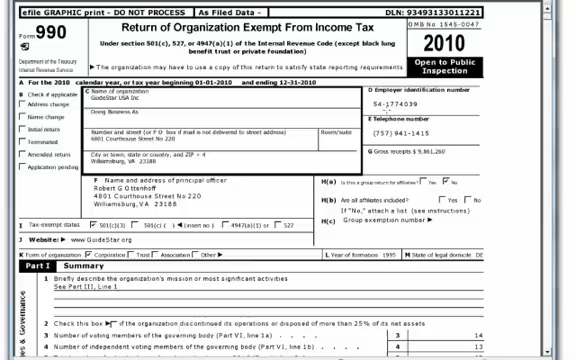 efile GRAPHIC print - DO NOT PROCESS As Filed Data - DLN: 93493133011221
Form 990
Return of Organization Exempt From Income Tax
OMB No 1545-0047
Under section 501(c), 527, or 4947(a)(1) of the Internal Revenue Code (except black lung
benefit trust or private foundation)
2010
Department of the Treasury
Internal Revenue Service
▶ The organization may have to use a copy of this return to satisfy state reporting requirements
Open to Public
Inspection
A For the 2010 calendar year, or tax year beginning 01-01-2010 and ending 12-31-2010
B Check if applicable
Address change
Name change
Initial return
Terminated
Amended return
Application pending
C Name of organization
GuideStar USA Inc
Doing Business As
Number and street (or P O box if mail is not delivered to street address) Room/suite
4801 Courthouse Street No 220
City or town, state or country, and ZIP + 4
Williamsburg, VA 23188
D Employer identification number
54-1774039
E Telephone number
(757) 941-1415
G Gross receipts $ 9,861,260
F Name and address of principal officer
Robert G Ottenhoff
4801 Courthouse Street No 220
Williamsburg, VA 23188
H(a) Is this a group return for affiliates? Yes No
H(b) Are all affiliates included? Yes No
If "No," attach a list (see instructions)
H(c) Group exemption number ▶
I Tax-exempt status 501(c)(3) 501(c) ( ) ◀ (insert no ) 4947(a)(1) or 527
J Website: ▶ www GuideStar org
K Form of organization Corporation Trust Association Other ▶
L Year of formation 1995
M State of legal domicile DE
Part I Summary
1 Briefly describe the organization's mission or most significant activities
See Part III, Line 1
2 Check this box ▶ if the organization discontinued its operations or disposed of more than 25% of its net assets
3 Number of voting members of the governing body (Part VI, line 1a) . . . . 3 14
4 Number of independent voting members of the governing body (Part VI, line 1b) . . . . 4 13
& Governance